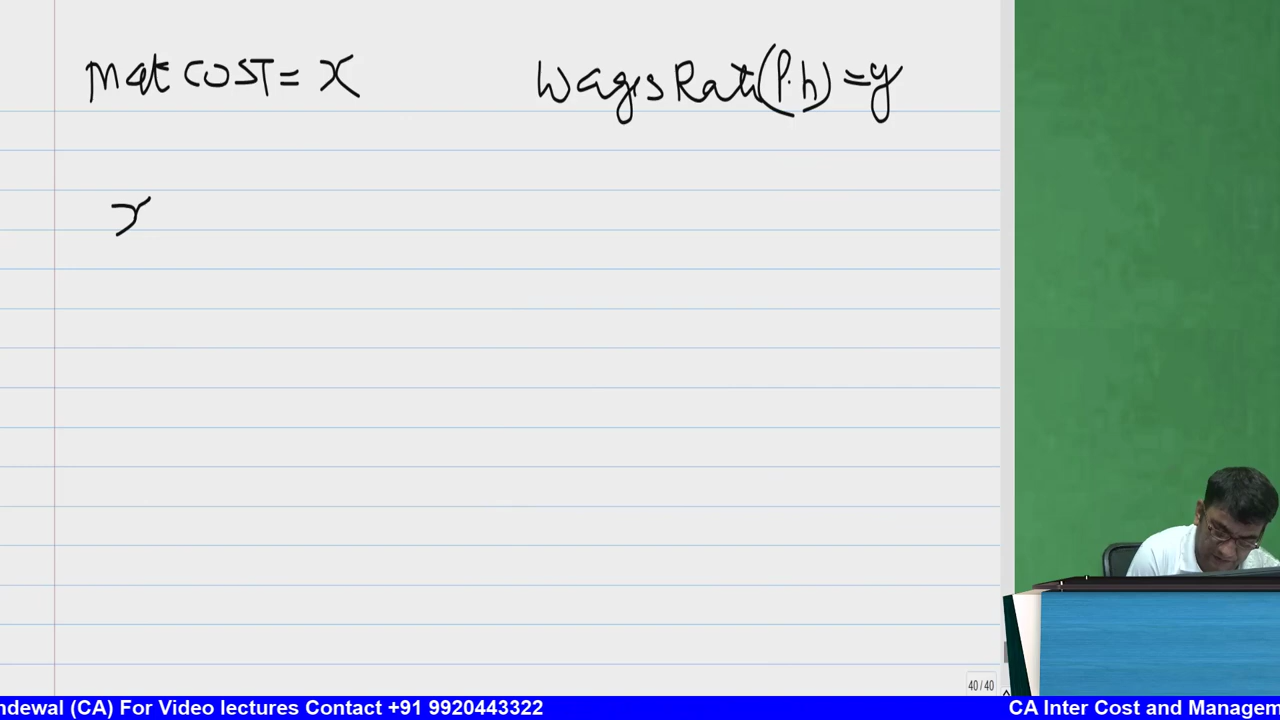 Mat COST = x Wages Rate (P.h) = y
x
40/40
ndewal (CA) For Video lectures Contact +91 9920443322 CA Inter Cost and Managem